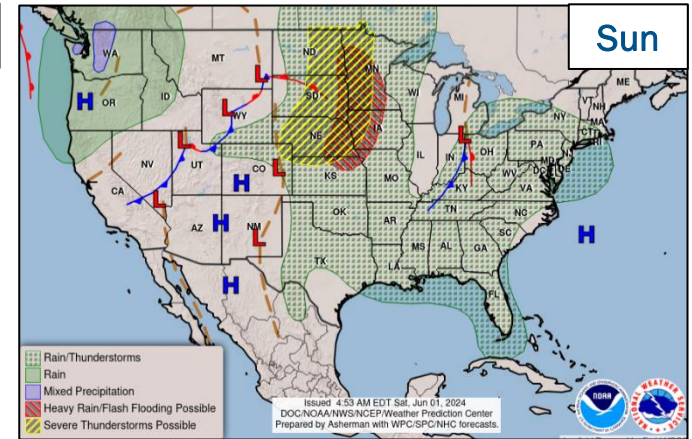 Sun
WA
MT
ND
MN
ME
OR
ID
SD
WI
MI
VT
NH
NY
MA
CT
RI
WY
H
L
L
NE
IA
PA
NJ
L
L
NV
UT
CO
IL
IN
OH
MD
DE
DC
WV
VA
L
KS
MO
KY
CA
H
L
OK
TN
NC
AZ
H
NM
L
AR
SC
H
MS
AL
GA
H
TX
LA
FL
Rain/Thunderstorms
Rain
Mixed Precipitation
Heavy Rain/Flash Flooding Possible
Severe Thunderstorms Possible
Issued 4:53 AM EDT Sat, Jun 01, 2024
DOC/NOAA/NWS/NCEP/Weather Prediction Center
Prepared by Asherman with WPC/SPC/NHC forecasts.
NOAA
NATIONAL WEATHER SERVICE